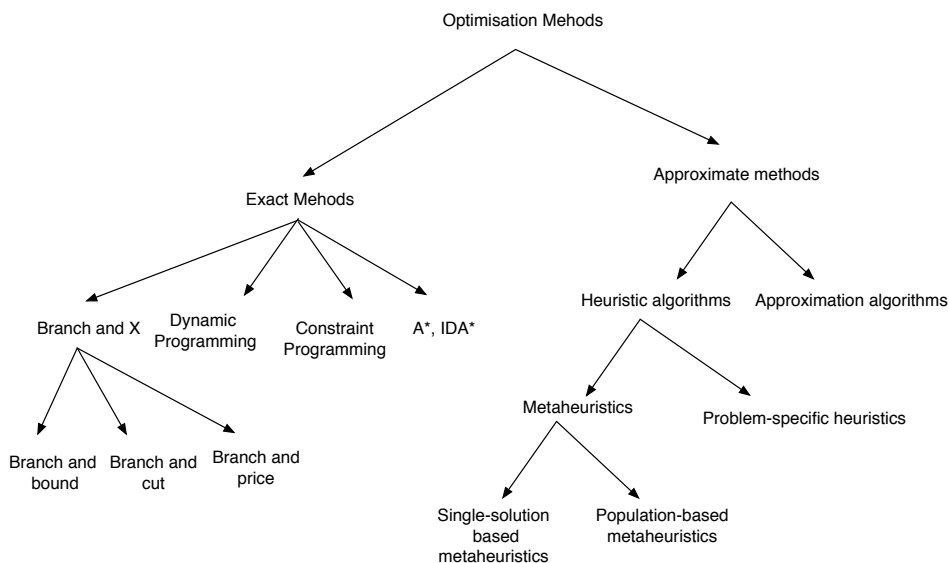 Optimisation Mehods
Approximate methods
Exact Mehods
Heuristic algorithms
Approximation algorithms
Branch and X
Dynamic
Programming
Constraint
Programming
A*, IDA*
Metaheuristics
Problem-specific heuristics
Branch and
bound
Branch and
cut
Branch and
price
Single-solution
based
metaheuristics
Population-based
metaheuristics